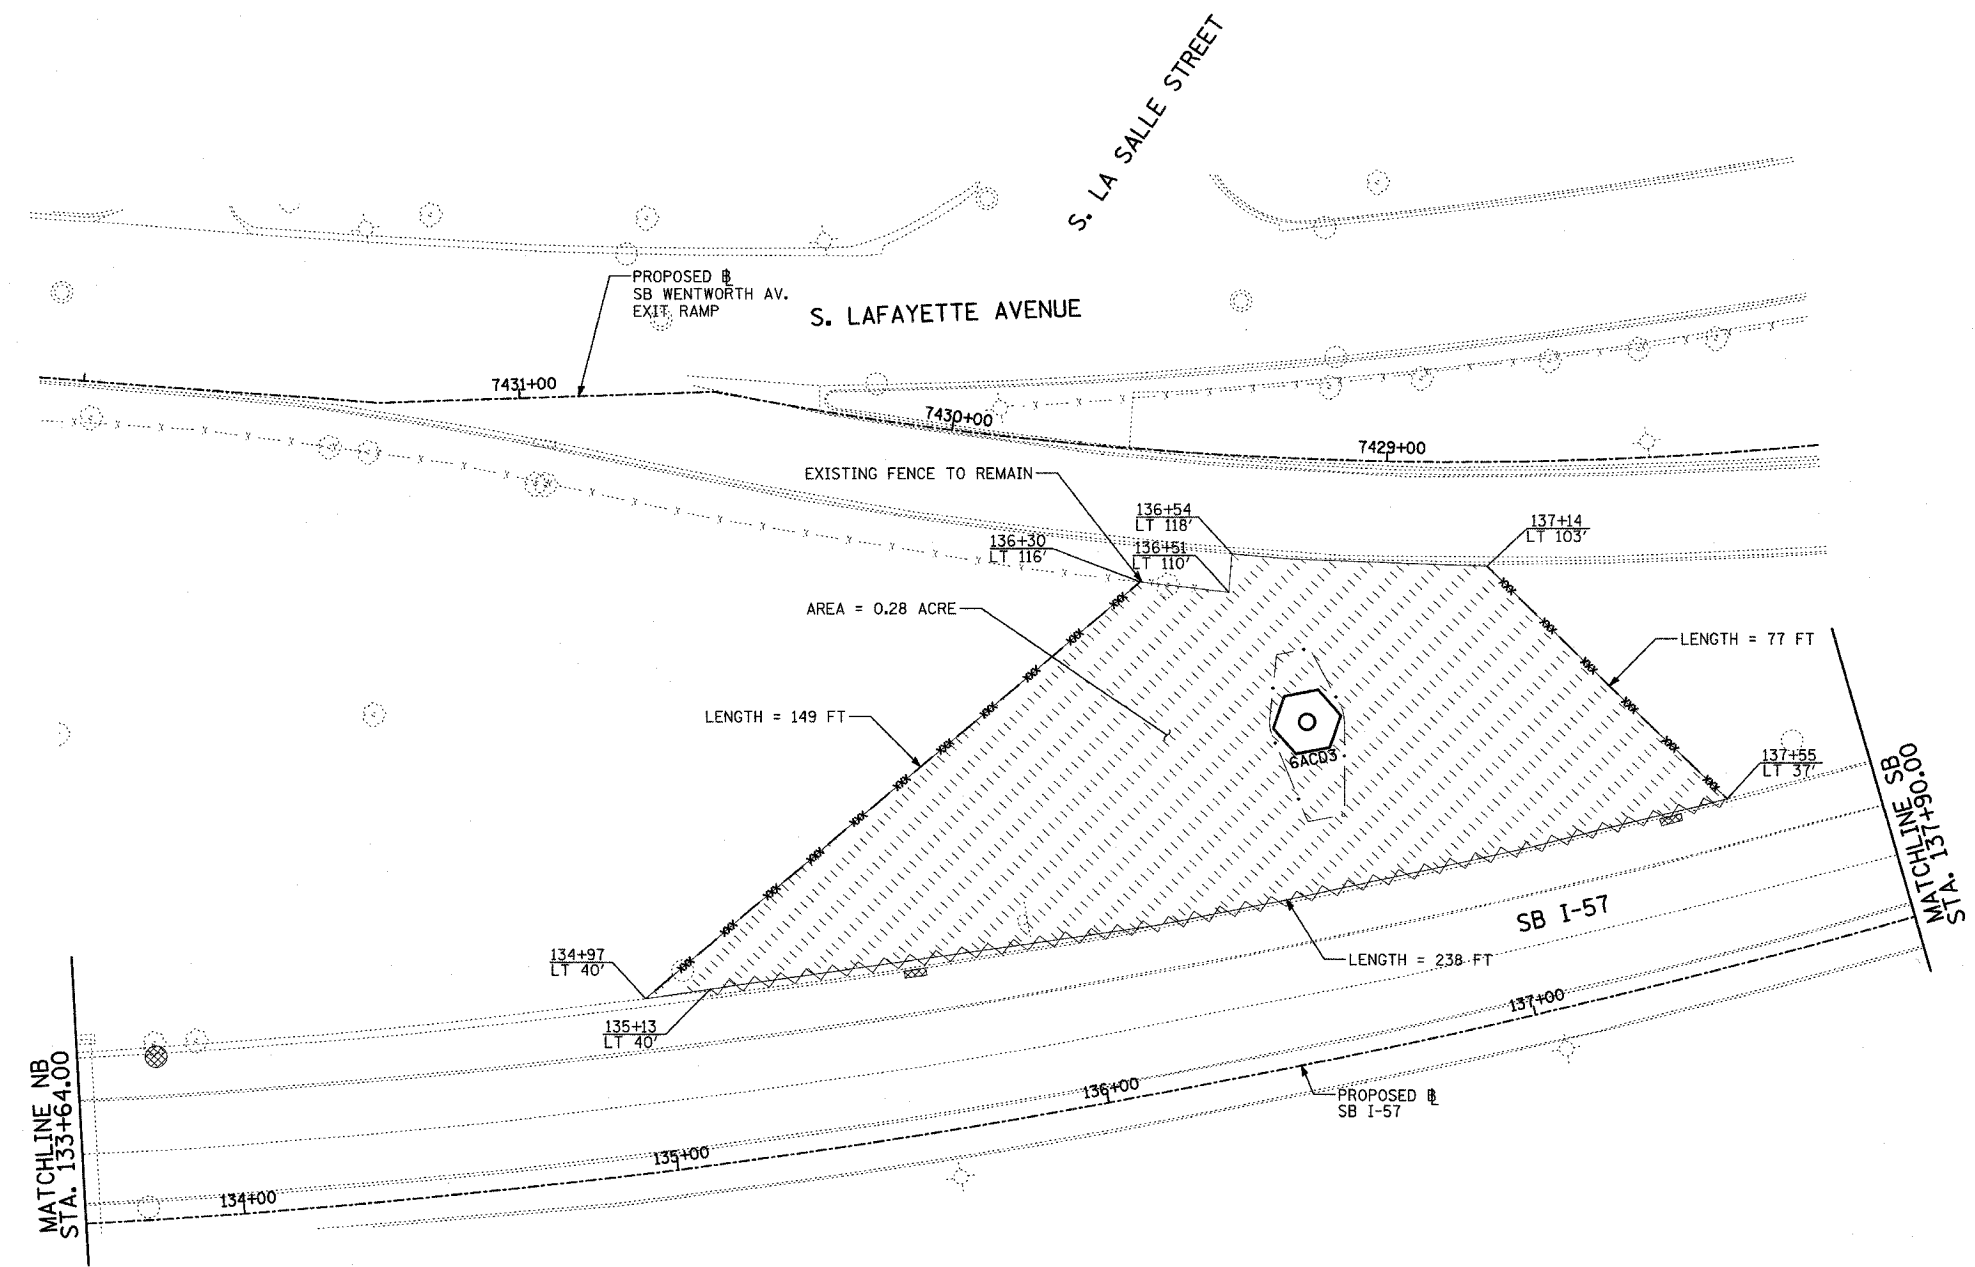 S. LA SALLE STREET
PROPOSED ℄
SB WENTWORTH AV.
EXIT RAMP
S. LAFAYETTE AVENUE
7431+00
7430+00
7429+00
EXISTING FENCE TO REMAIN
136+54
LT 118'
137+14
LT 103'
136+30
LT 116'
136+51
LT 110'
AREA = 0.28 ACRE
LENGTH = 77 FT
LENGTH = 149 FT
6ACD3
137+55
LT 37'
MATCHLINE SB
STA. 137+90.00
SB I-57
134+97
LT 40'
LENGTH = 238 FT
135+13
LT 40'
137+00
136+00
PROPOSED ℄
SB I-57
MATCHLINE NB
STA. 133+64.00
135+00
134+00